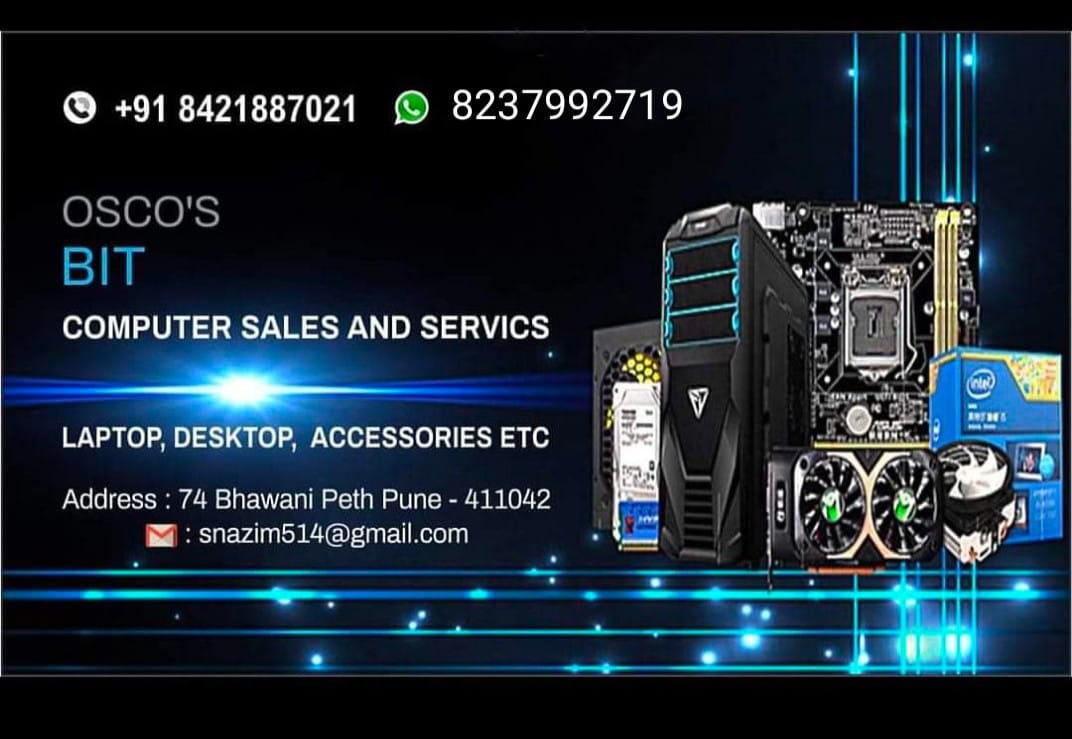 +91 8421887021 8237992719
OSCO'S
BIT
COMPUTER SALES AND SERVICS
LAPTOP, DESKTOP, ACCESSORIES ETC
Address : 74 Bhawani Peth Pune - 411042
: snazim514@gmail.com
intel